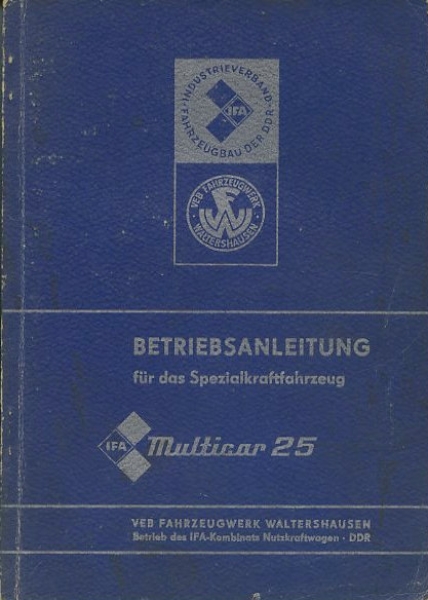 INDUSTRIEVERBAND
FAHRZEUGBAU DER DDR
IFA
VEB FAHRZEUGWERK
WALTERSHAUSEN
FW
BETRIEBSANLEITUNG
für das Spezialkraftfahrzeug
IFA Multicar 25
VEB FAHRZEUGWERK WALTERSHAUSEN
Betrieb des IFA-Kombinats Nutzkraftwagen · DDR